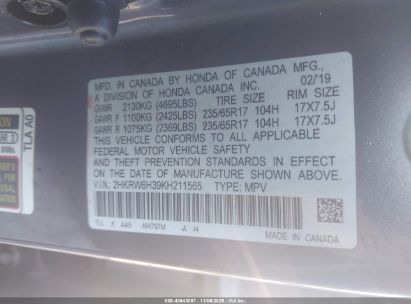 MFD. IN CANADA BY HONDA OF CANADA MFG.,
A DIVISION OF HONDA CANADA INC. 02/19
GVWR 2130KG (4695LBS) TIRE SIZE RIM SIZE
GAWR F 1100KG (2425LBS) 235/65R17 104H 17X7.5J
GAWR R 1075KG (2369LBS) 235/65R17 104H 17X7.5J
THIS VEHICLE CONFORMS TO ALL APPLICABLE
FEDERAL MOTOR VEHICLE SAFETY
AND THEFT PREVENTION STANDARDS IN EFFECT
ON THE DATE OF MANUFACTURE SHOWN ABOVE.
V.I.N.: 2HKRW6H39KH211565 TYPE: MPV
K AA5 -NH797M -A -H
MADE IN CANADA
TLA A0